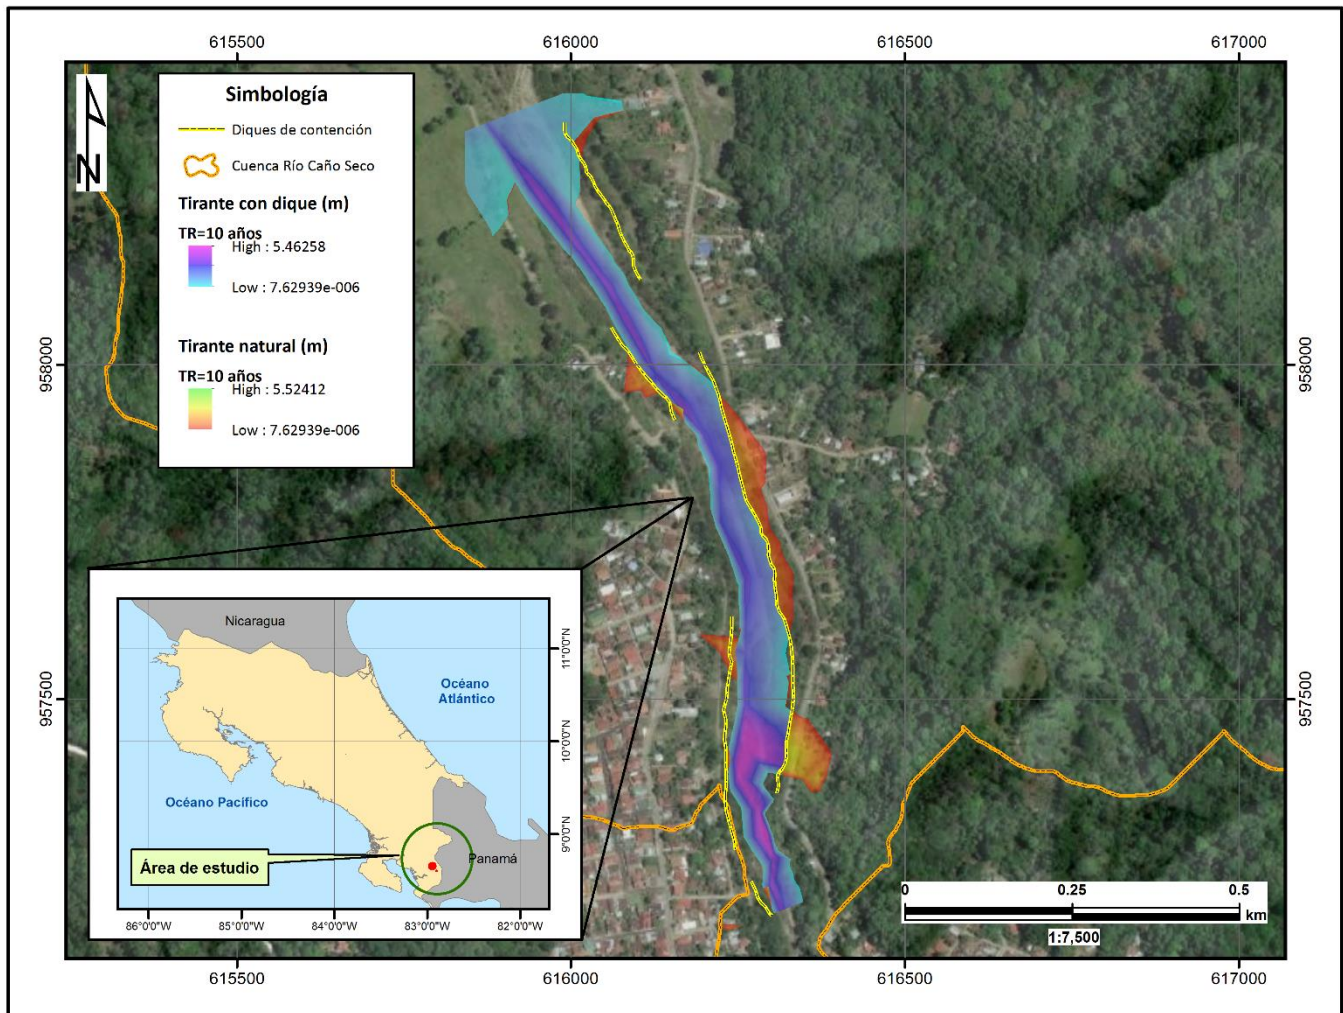 615500
616000
616500
617000
N
Simbología
Diques de contención
Cuenca Río Caño Seco
Tirante con dique (m)
TR=10 años
High : 5.46258
Low : 7.62939e-006
Tirante natural (m)
TR=10 años
High : 5.52412
Low : 7.62939e-006
958000
958000
957500
957500
Nicaragua
Océano
Atlántico
Océano Pacífico
Panamá
Área de estudio
11°0'0"N
10°0'0"N
9°0'0"N
86°0'0"W
85°0'0"W
84°0'0"W
83°0'0"W
82°0'0"W
0
0.25
0.5
km
1:7,500
615500
616000
616500
617000